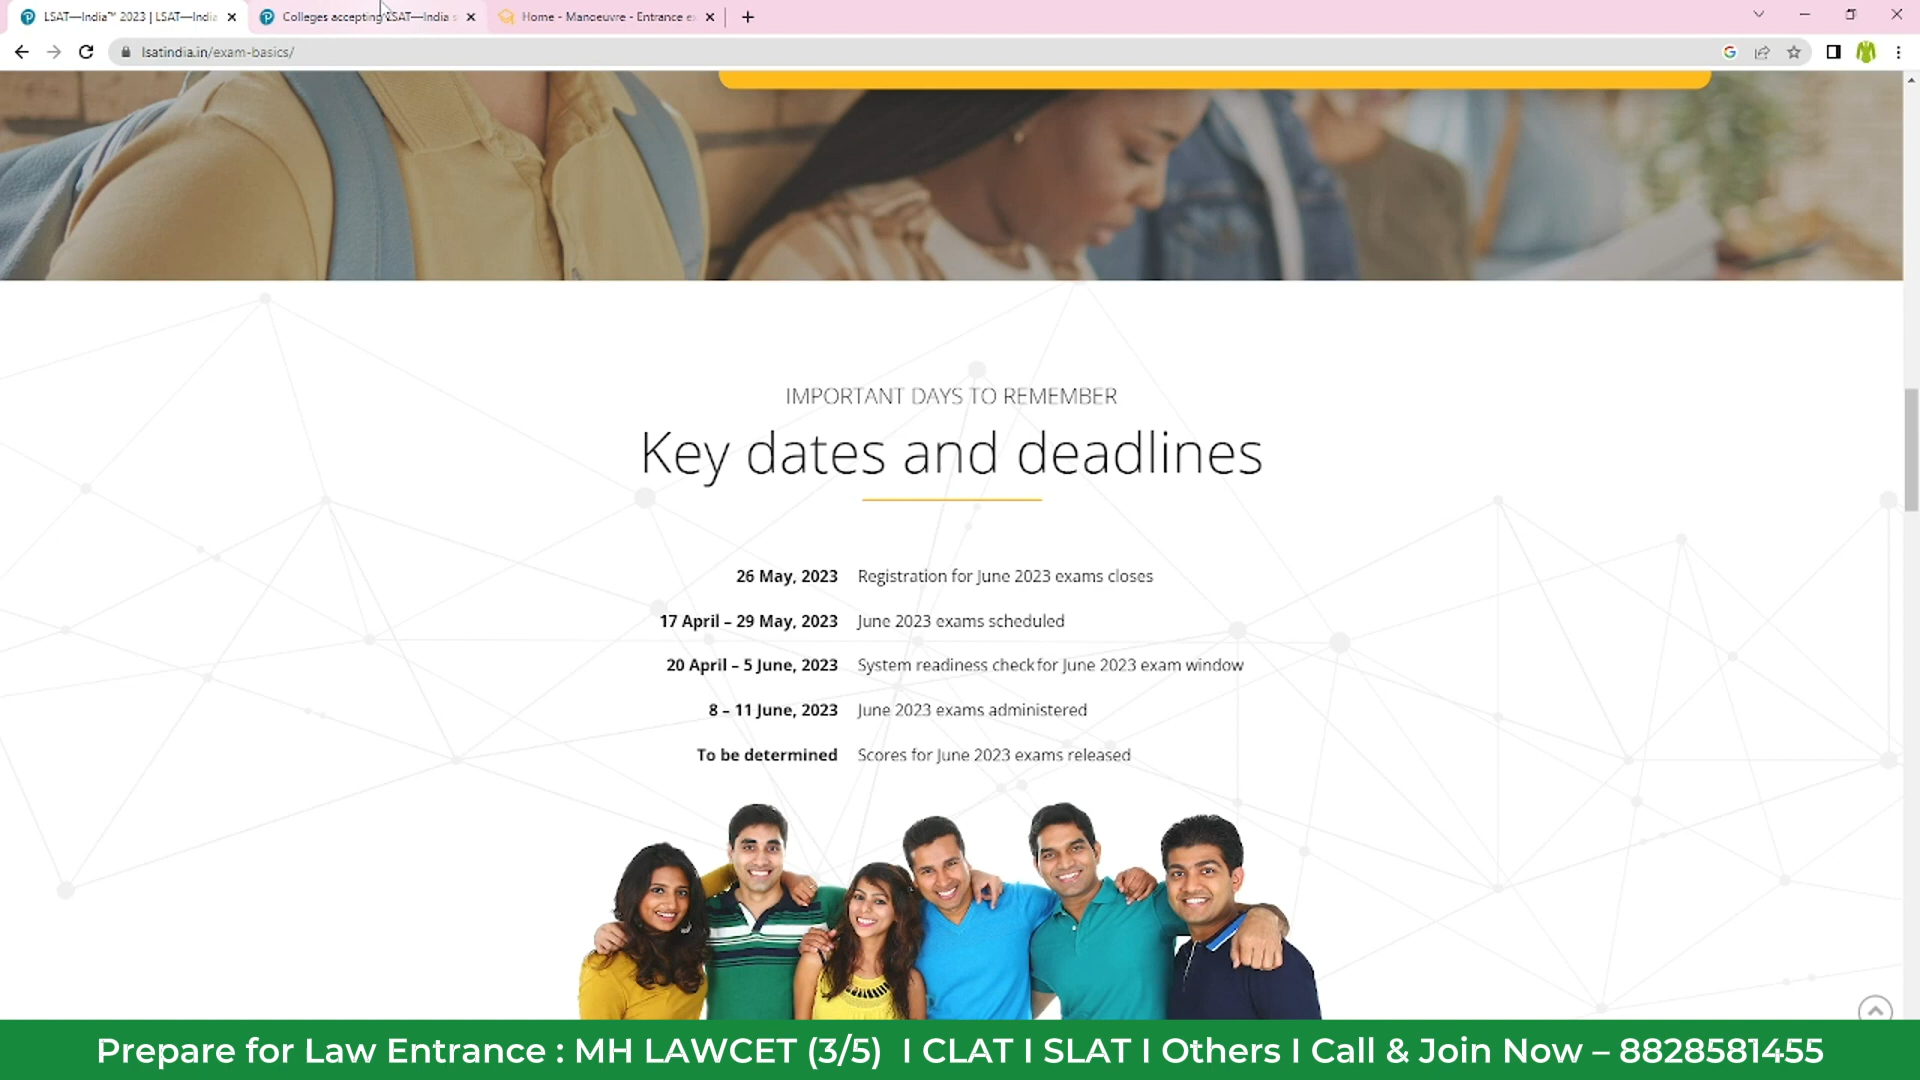 LSAT—India™ 2023 | LSAT—India
Colleges accepting LSAT—India s
Home - Manoeuvre - Entrance ex
lsatindia.in/exam-basics/
IMPORTANT DAYS TO REMEMBER
Key dates and deadlines
26 May, 2023 Registration for June 2023 exams closes
17 April – 29 May, 2023 June 2023 exams scheduled
20 April – 5 June, 2023 System readiness check for June 2023 exam window
8 – 11 June, 2023 June 2023 exams administered
To be determined Scores for June 2023 exams released
Prepare for Law Entrance : MH LAWCET (3/5) I CLAT I SLAT I Others I Call & Join Now – 8828581455